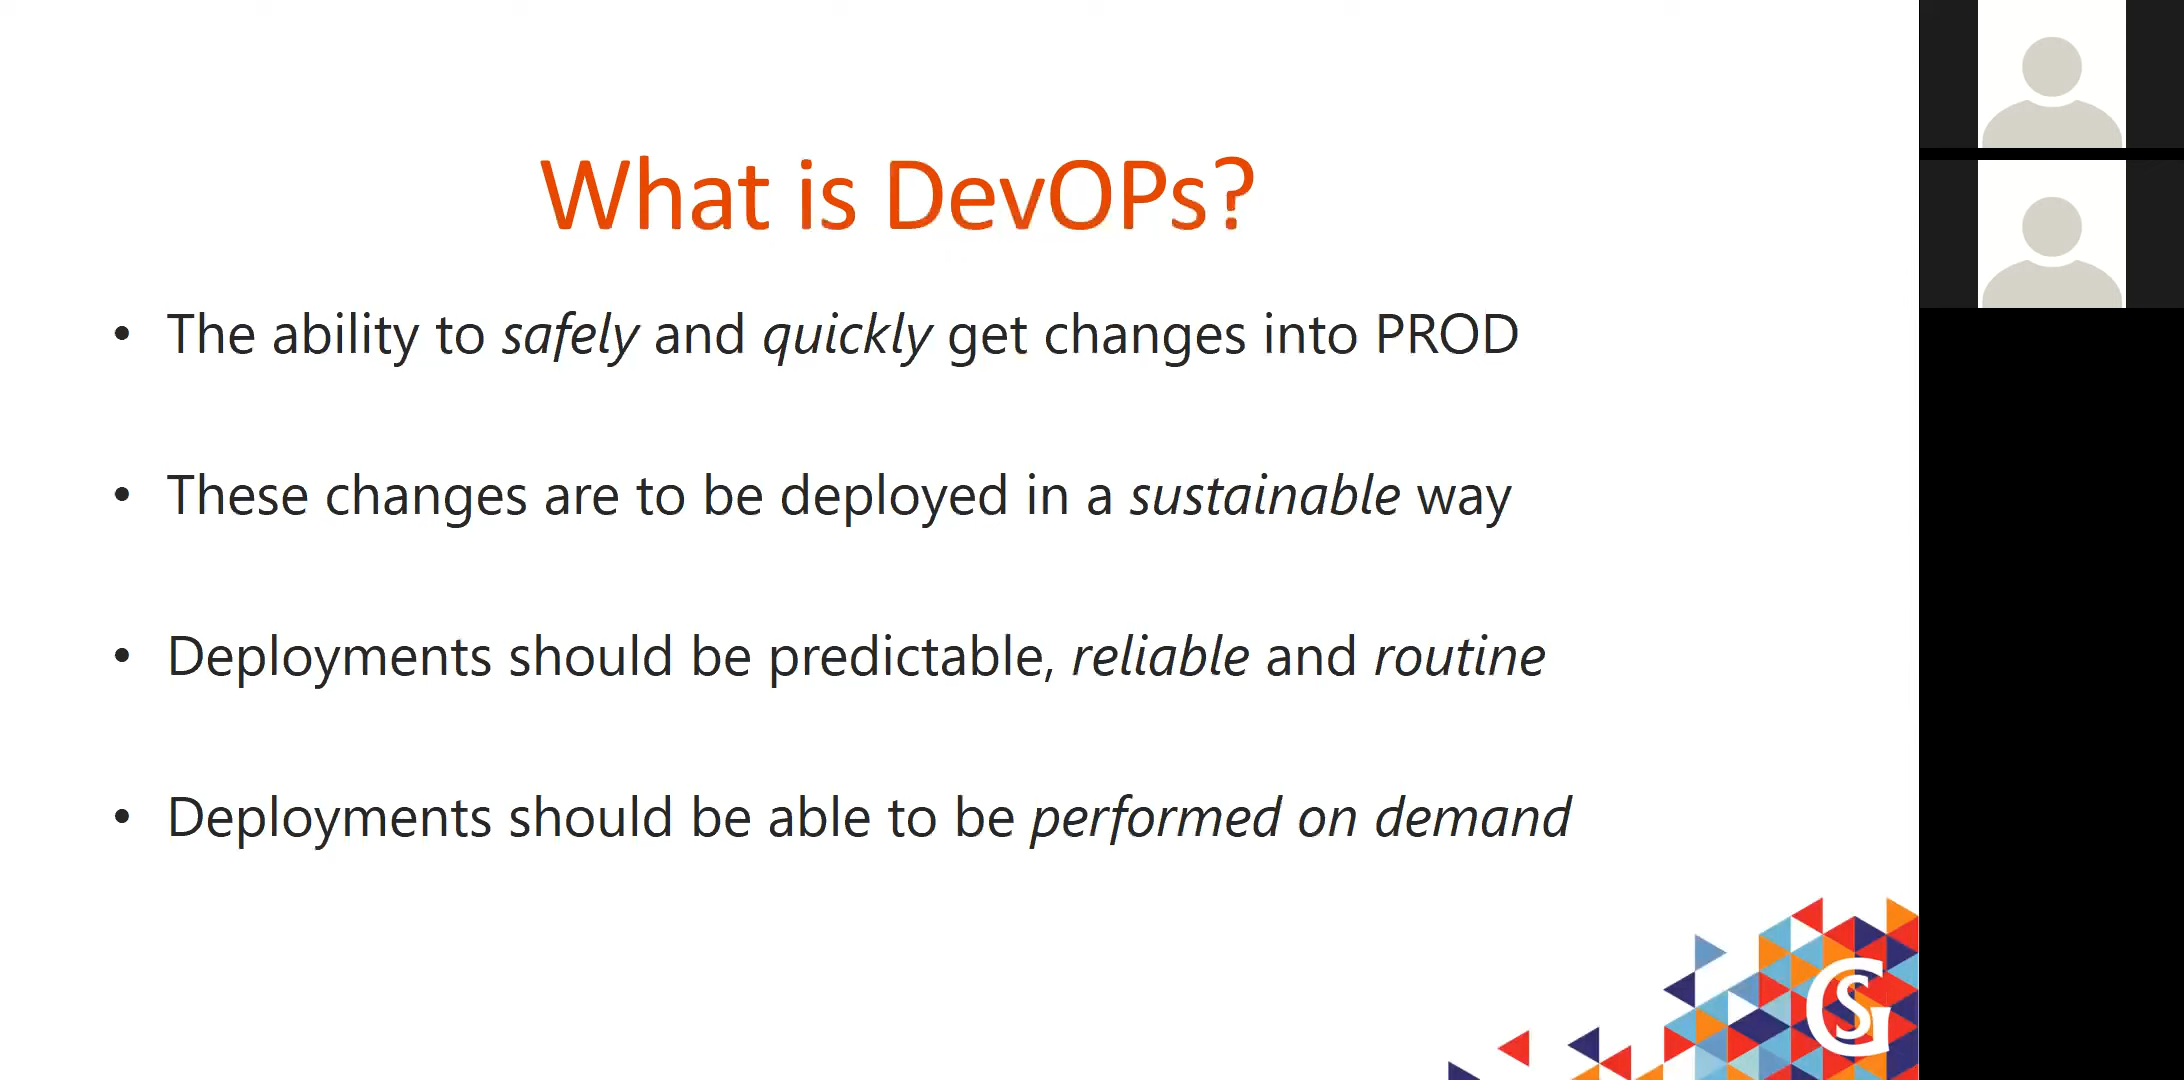 What is DevOPs?
• The ability to safely and quickly get changes into PROD
• These changes are to be deployed in a sustainable way
• Deployments should be predictable, reliable and routine
• Deployments should be able to be performed on demand
GS